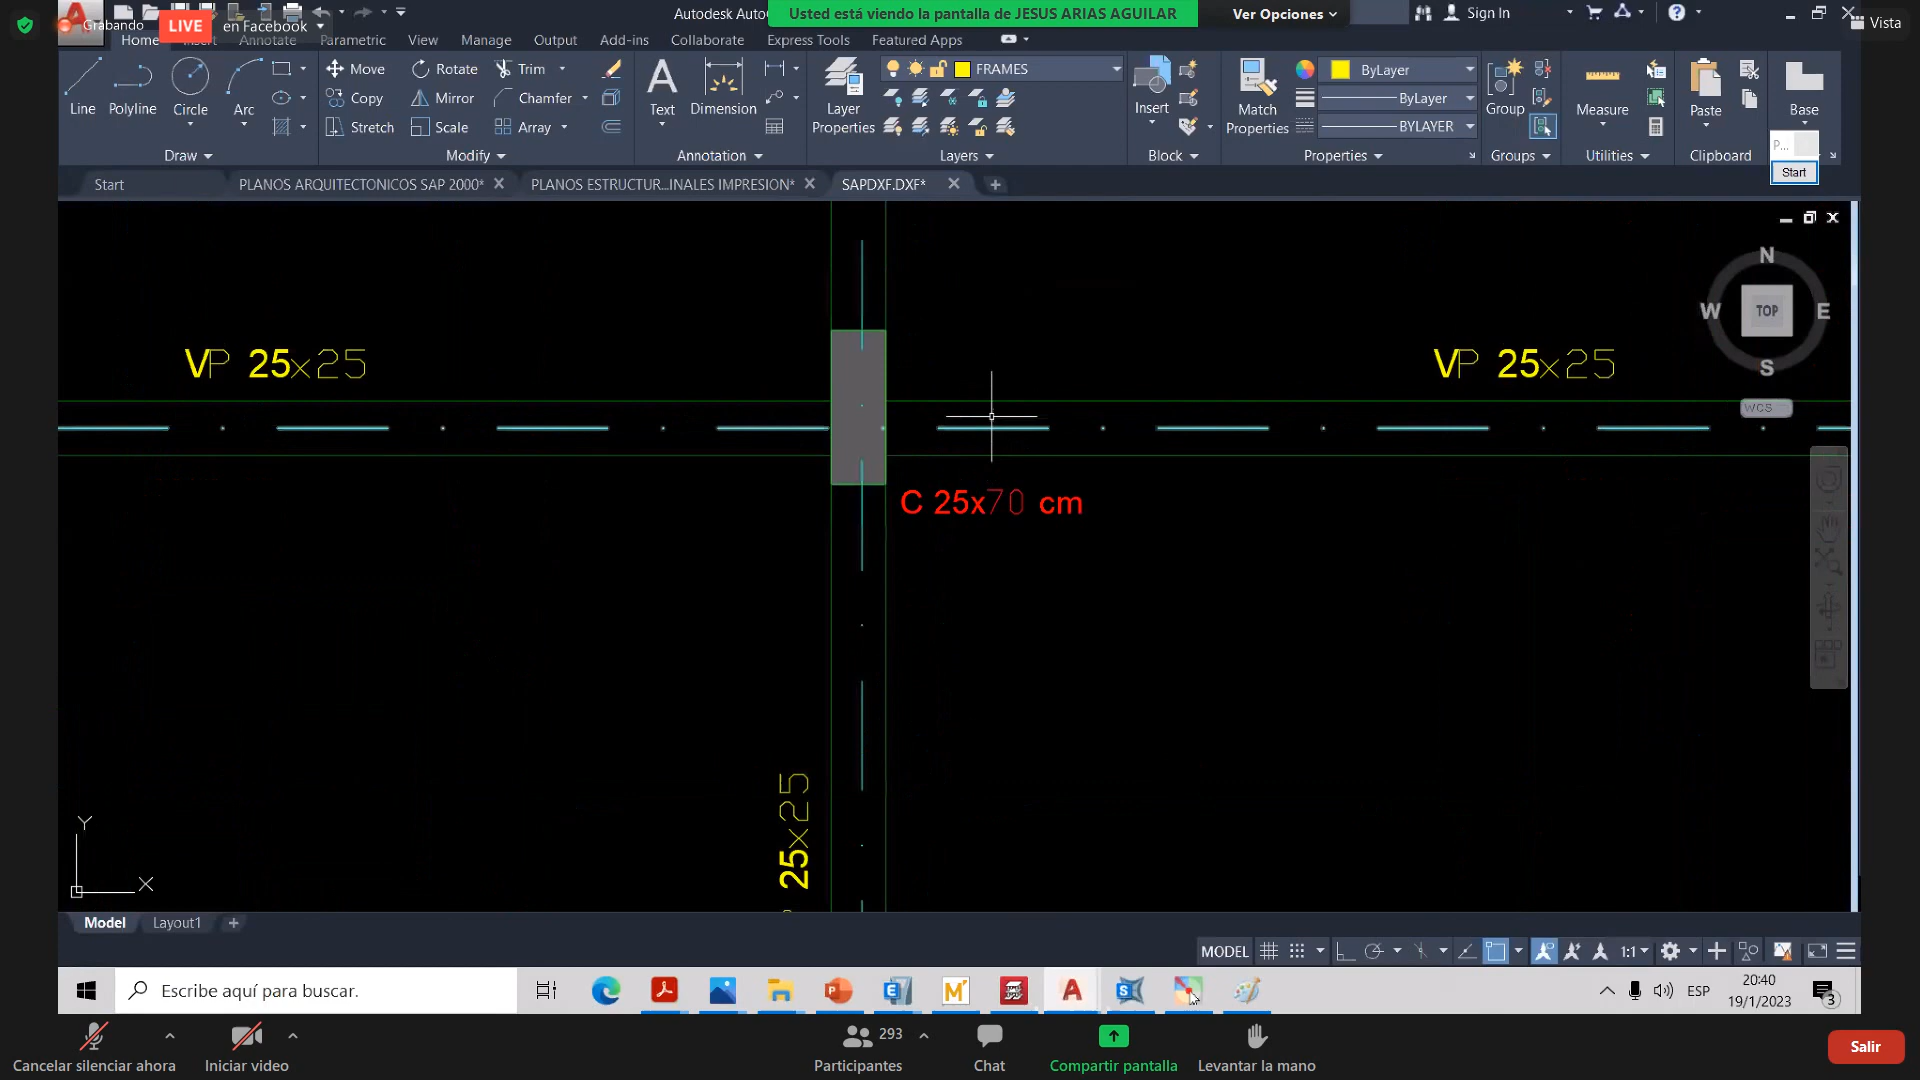 Grabando
LIVE
en Facebook
Autodesk Auto
Usted está viendo la pantalla de JESUS ARIAS AGUILAR
Ver Opciones
Sign In
Vista
Home
Insert
Annotate
Parametric
View
Manage
Output
Add-ins
Collaborate
Express Tools
Featured Apps
Line
Polyline
Circle
Arc
Move
Rotate
Trim
Copy
Mirror
Chamfer
Stretch
Scale
Array
Text
Dimension
Layer
Properties
FRAMES
Insert
Match
Properties
ByLayer
ByLayer
BYLAYER
Group
Measure
Paste
Base
Draw
Modify
Annotation
Layers
Block
Properties
Groups
Utilities
Clipboard
P...
Start
Start
PLANOS ARQUITECTONICOS SAP 2000*
PLANOS ESTRUCTUR...INALES IMPRESION*
SAPDXF.DXF*
N
W
TOP
E
S
WCS
VP 25x25
VP 25x25
C 25x70 cm
25x25
Y
X
Model
Layout1
MODEL
1:1
Escribe aquí para buscar.
ESP
20:40
19/1/2023
3
Cancelar silenciar ahora
Iniciar video
293
Participantes
Chat
Compartir pantalla
Levantar la mano
Salir